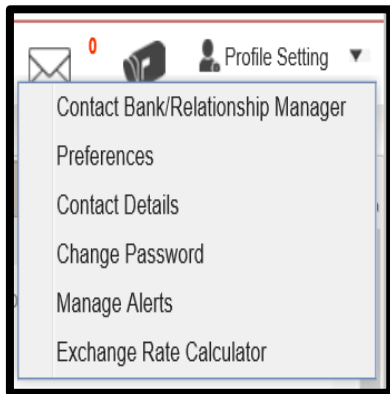 0
Profile Setting
Contact Bank/Relationship Manager
Preferences
Contact Details
Change Password
Manage Alerts
Exchange Rate Calculator